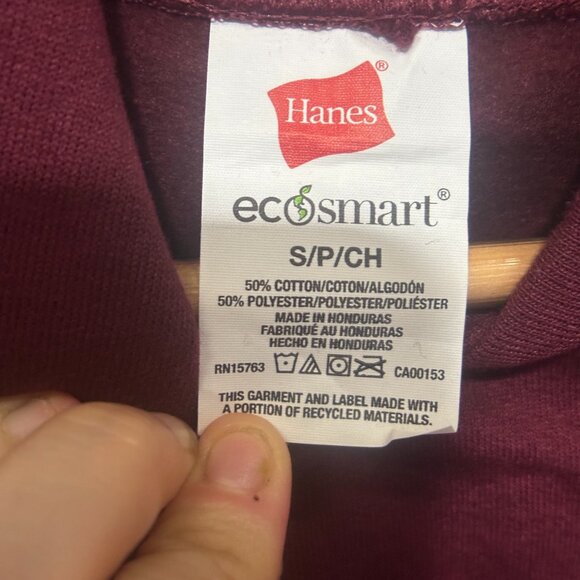 Hanes®
ecosmart®
S/P/CH
50% COTTON/COTON/ALGODÓN
50% POLYESTER/POLYESTER/POLIÉSTER
MADE IN HONDURAS
FABRIQUÉ AU HONDURAS
HECHO EN HONDURAS
RN15763 CA00153
THIS GARMENT AND LABEL MADE WITH
A PORTION OF RECYCLED MATERIALS.